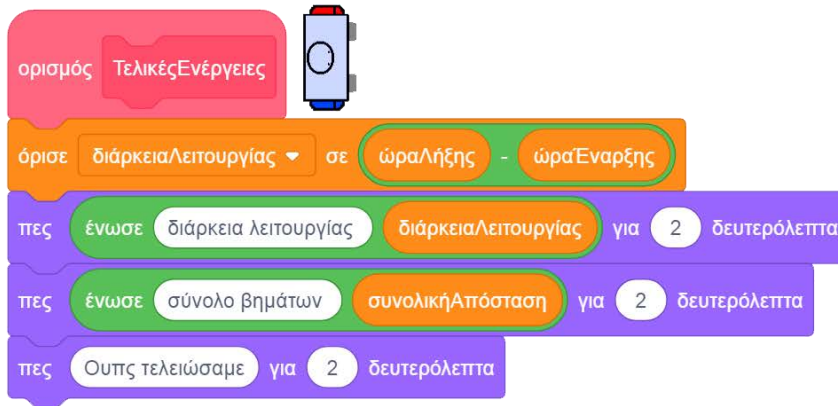 ορισμός ΤελικέςΕνέργειες
όρισε διάρκειαΛειτουργίας σε ώραΛήξης - ώραΈναρξης
πες ένωσε διάρκεια λειτουργίας διάρκειαΛειτουργίας για 2 δευτερόλεπτα
πες ένωσε σύνολο βημάτων συνολικήΑπόσταση για 2 δευτερόλεπτα
πες Ουπς τελειώσαμε για 2 δευτερόλεπτα